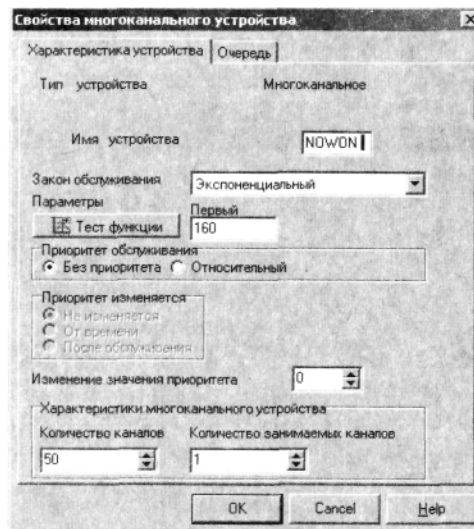 Свойства многоканального устройства
Характеристика устройства Очередь
Тип устройства Многоканальное
Имя устройства NOWON
Закон обслуживания Экспоненциальный
Параметры Первый
Тест функции 160
Приоритет обслуживания
Без приоритета Относительный
Приоритет изменяется
Не изменяется
От времени
После обслуживания
Изменение значения приоритета 0
Характеристики многоканального устройства
Количество каналов Количество занимаемых каналов
50 1
OK Cancel Help